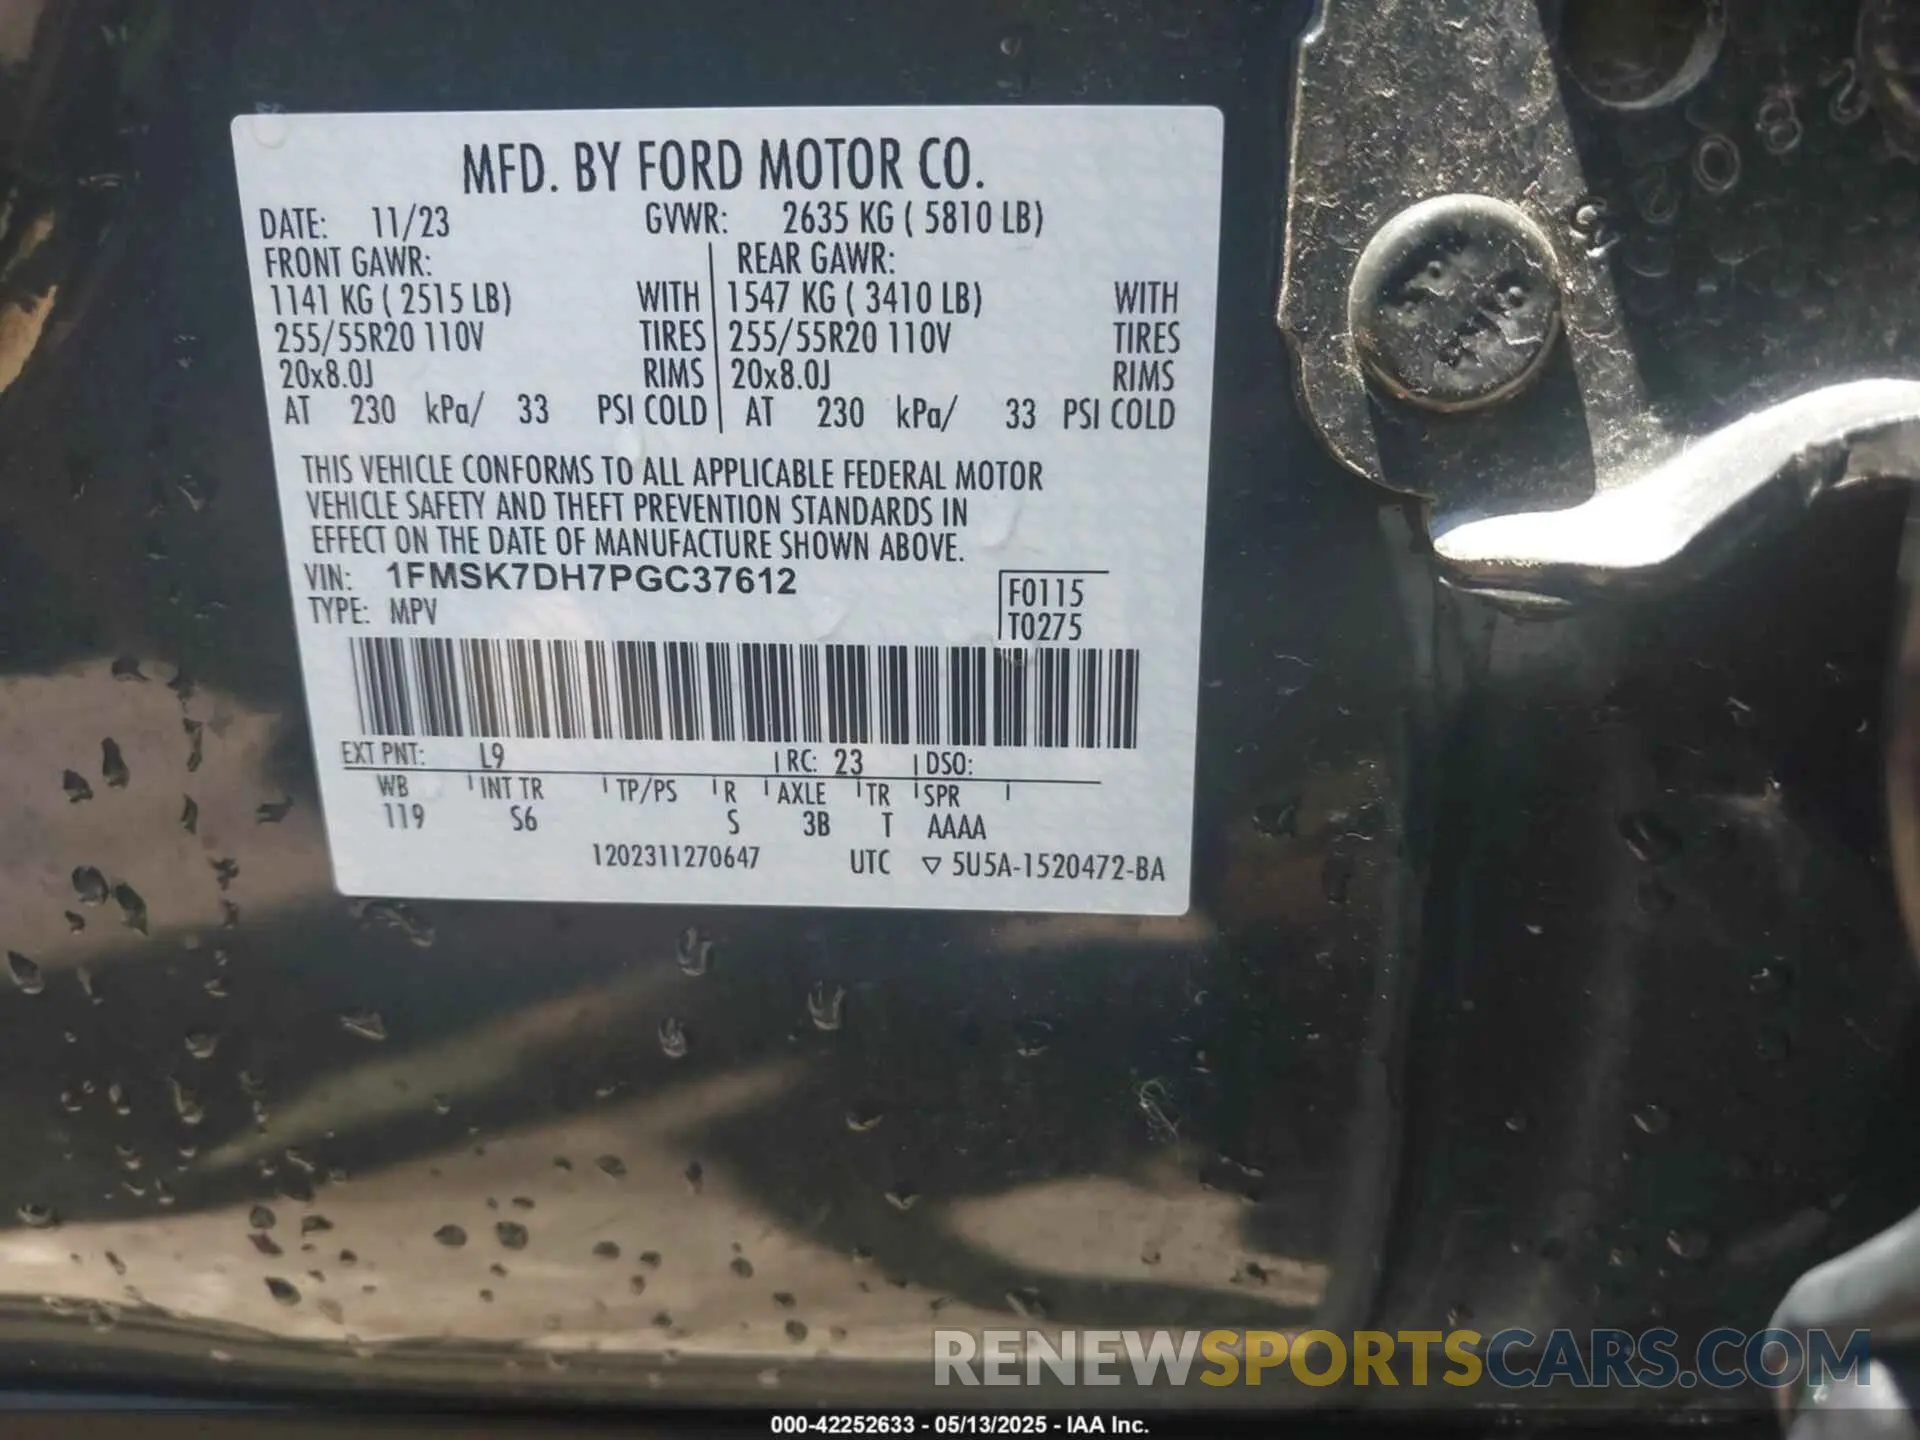 MFD. BY FORD MOTOR CO.
DATE: 11/23 GVWR: 2635 KG ( 5810 LB)
FRONT GAWR: REAR GAWR:
1141 KG ( 2515 LB) WITH 1547 KG ( 3410 LB) WITH
255/55R20 110V TIRES 255/55R20 110V TIRES
20x8.0J RIMS 20x8.0J RIMS
AT 230 kPa/ 33 PSI COLD AT 230 kPa/ 33 PSI COLD
THIS VEHICLE CONFORMS TO ALL APPLICABLE FEDERAL MOTOR
VEHICLE SAFETY AND THEFT PREVENTION STANDARDS IN
EFFECT ON THE DATE OF MANUFACTURE SHOWN ABOVE.
VIN: 1FMSK7DH7PGC37612 F0115
TYPE: MPV T0275
EXT PNT: L9 RC: 23 DSO:
WB INT TR TP/PS R AXLE TR SPR
119 S6 S 3B T AAAA
1202311270647 UTC ▽ 5U5A-1520472-BA
RENEWSPORTSCARS.COM
000-42252633 - 05/13/2025 - IAA Inc.